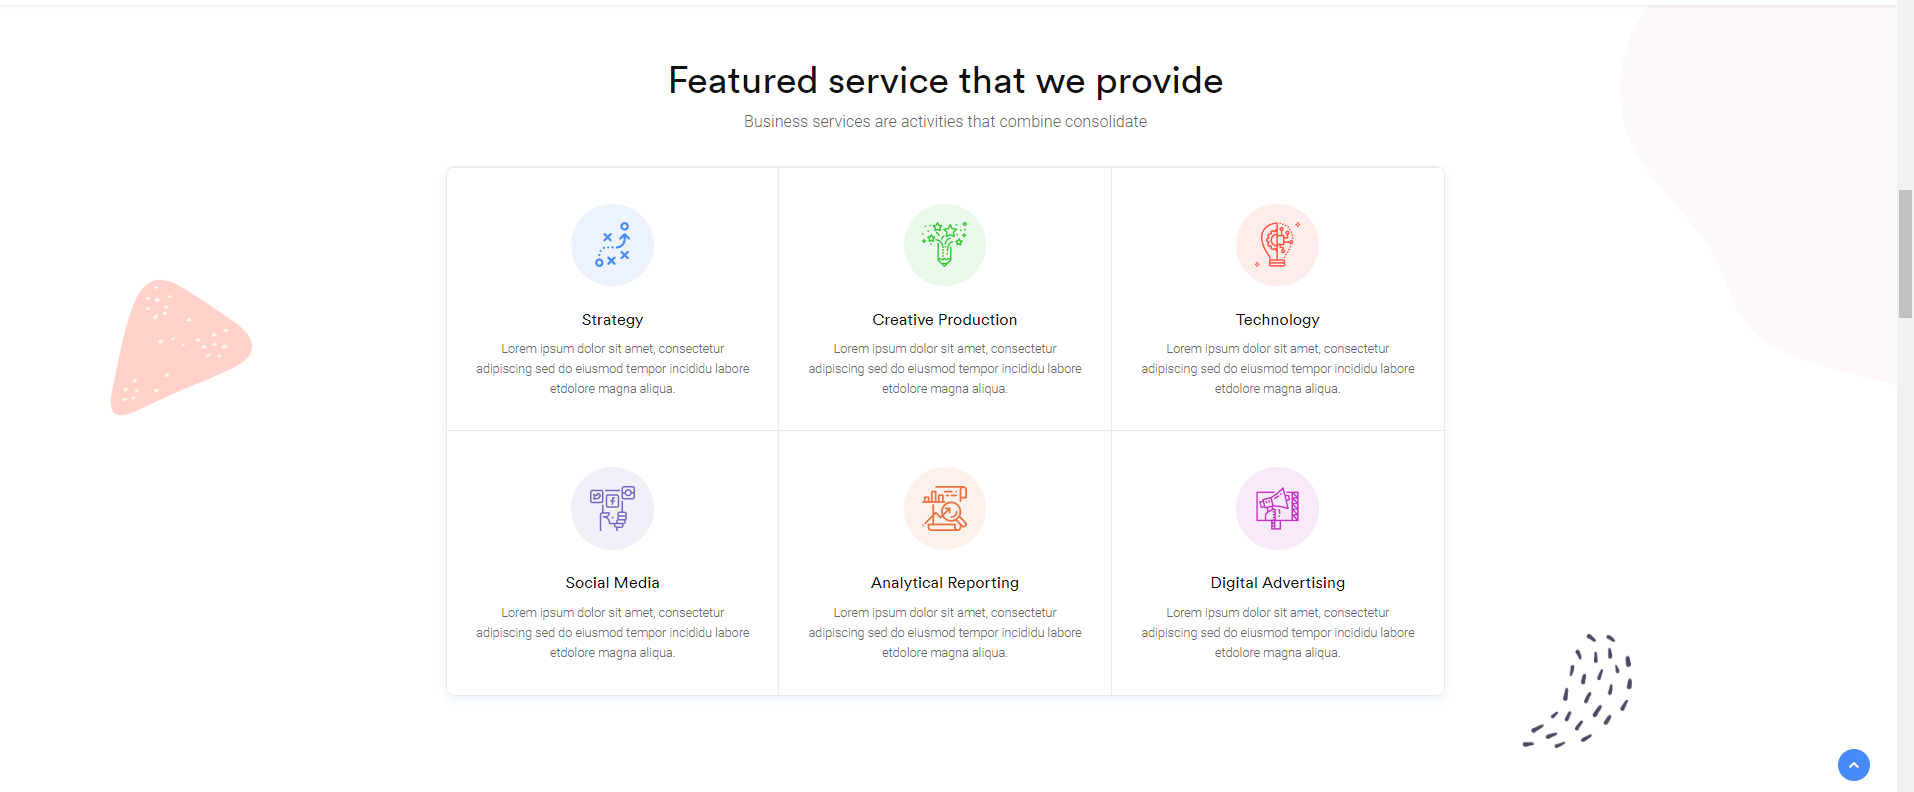 Featured service that we provide
Business services are activities that combine consolidate
Strategy
Lorem ipsum dolor sit amet, consectetur
adipiscing sed do eiusmod tempor incididu labore
etdolore magna aliqua.
Creative Production
Lorem ipsum dolor sit amet, consectetur
adipiscing sed do eiusmod tempor incididu labore
etdolore magna aliqua.
Technology
Lorem ipsum dolor sit amet, consectetur
adipiscing sed do eiusmod tempor incididu labore
etdolore magna aliqua.
Social Media
Lorem ipsum dolor sit amet, consectetur
adipiscing sed do eiusmod tempor incididu labore
etdolore magna aliqua.
Analytical Reporting
Lorem ipsum dolor sit amet, consectetur
adipiscing sed do eiusmod tempor incididu labore
etdolore magna aliqua.
Digital Advertising
Lorem ipsum dolor sit amet, consectetur
adipiscing sed do eiusmod tempor incididu labore
etdolore magna aliqua.